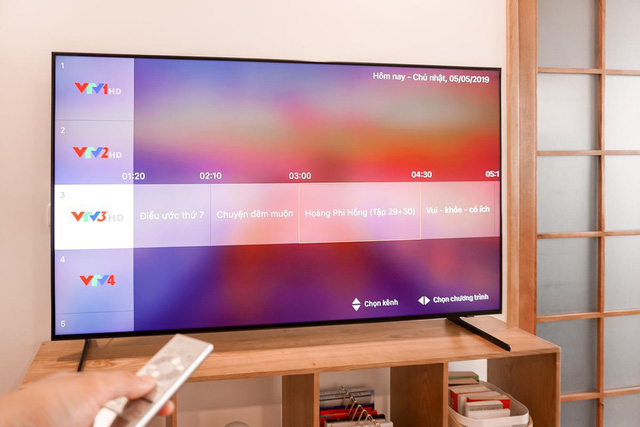 Hôm nay - Chủ nhật, 05/05/2019
1
VTV1 HD
2
VTV2 HD
01:20 02:10 03:00 04:30 05:1
3
VTV3 HD
Điều ước thứ 7 Chuyện đêm muộn Hoàng Phi Hồng (Tập 29+30) Vui - khỏe - có ích
4
VTV4
Chọn kênh Chọn chương trình
5